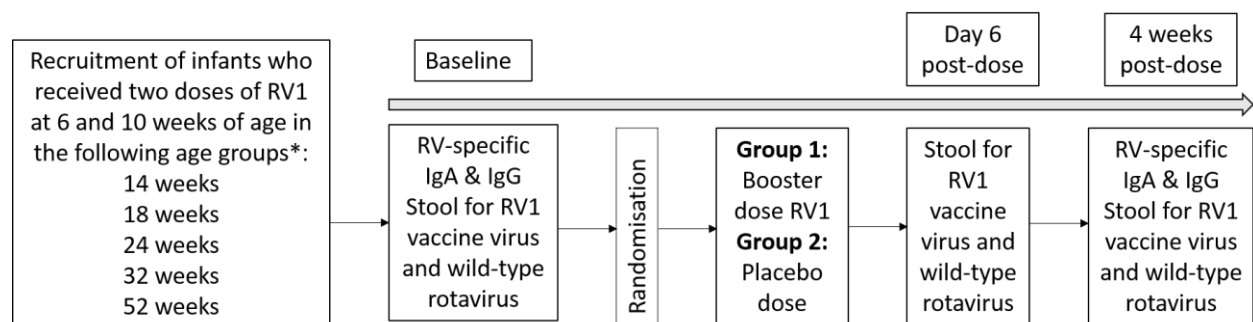 Recruitment of infants who
received two doses of RV1
at 6 and 10 weeks of age in
the following age groups*:
14 weeks
18 weeks
24 weeks
32 weeks
52 weeks
Baseline
RV-specific
IgA & IgG
Stool for RV1
vaccine virus
and wild-type
rotavirus
Randomisation
Group 1:
Booster
dose RV1
Group 2:
Placebo
dose
Day 6
post-dose
Stool for
RV1
vaccine
virus and
wild-type
rotavirus
4 weeks
post-dose
RV-specific
IgA & IgG
Stool for RV1
vaccine virus
and wild-type
rotavirus